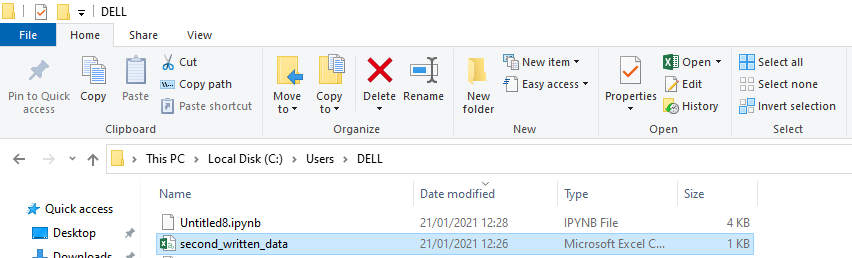 DELL
File Home Share View
Pin to Quick access
Copy
Paste
Cut
Copy path
Paste shortcut
Clipboard
Move to
Copy to
Delete
Rename
Organize
New folder
New item
Easy access
New
Properties
Open
Edit
History
Open
Select all
Select none
Invert selection
Select
This PC Local Disk (C:) Users DELL
Name Date modified Type Size
Quick access
Untitled8.ipynb 21/01/2021 12:28 IPYNB File 4 KB
Desktop
second_written_data 21/01/2021 12:26 Microsoft Excel C... 1 KB
Downloads